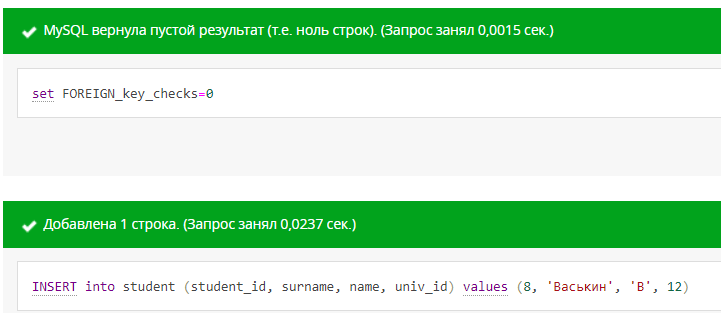 MySQL вернула пустой результат (т.е. ноль строк). (Запрос занял 0,0015 сек.)
set FOREIGN_key_checks=0
Добавлена 1 строка. (Запрос занял 0,0237 сек.)
INSERT into student (student_id, surname, name, univ_id) values (8, 'Васькин', 'В', 12)